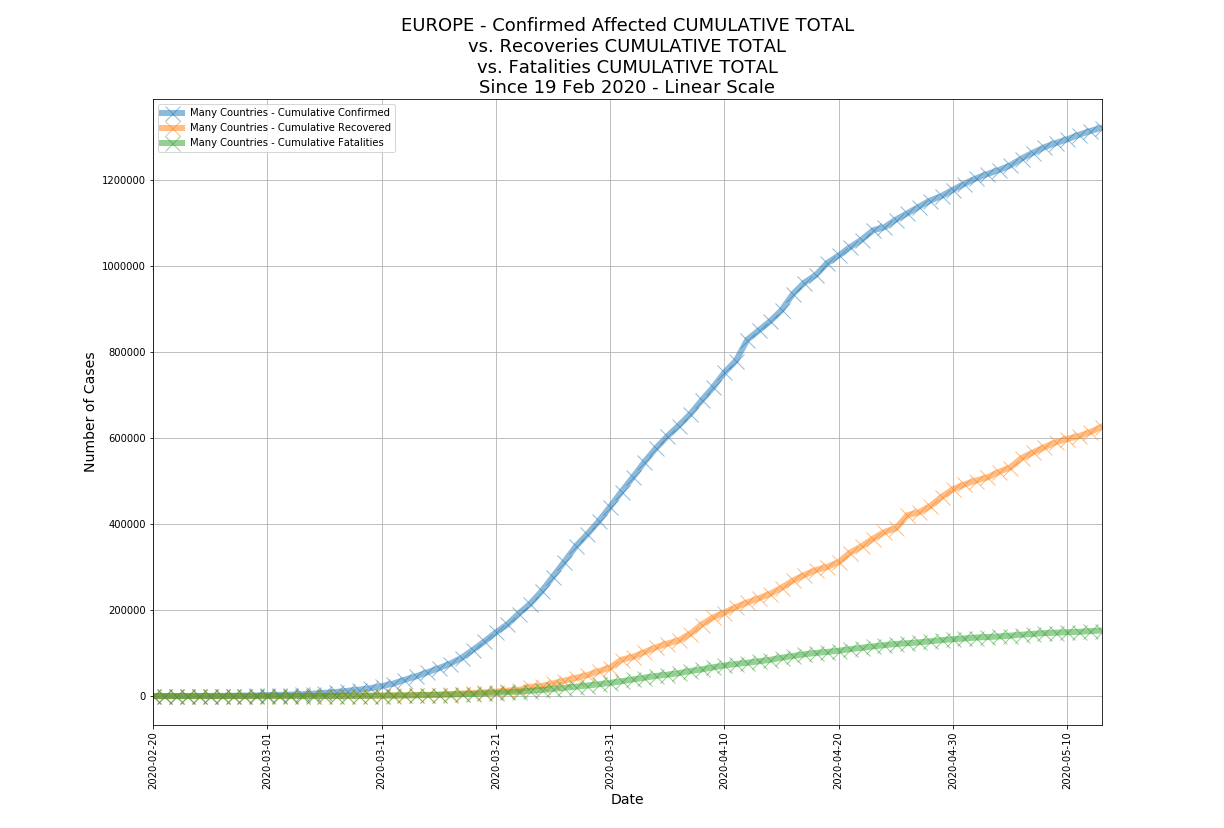 EUROPE - Confirmed Affected CUMULATIVE TOTAL
vs. Recoveries CUMULATIVE TOTAL
vs. Fatalities CUMULATIVE TOTAL
Since 19 Feb 2020 - Linear Scale
Many Countries - Cumulative Confirmed
Many Countries - Cumulative Recovered
Many Countries - Cumulative Fatalities
Number of Cases
1200000
1000000
800000
600000
400000
200000
0
2020-02-20
2020-03-01
2020-03-11
2020-03-21
2020-03-31
2020-04-10
2020-04-20
2020-04-30
2020-05-10
Date